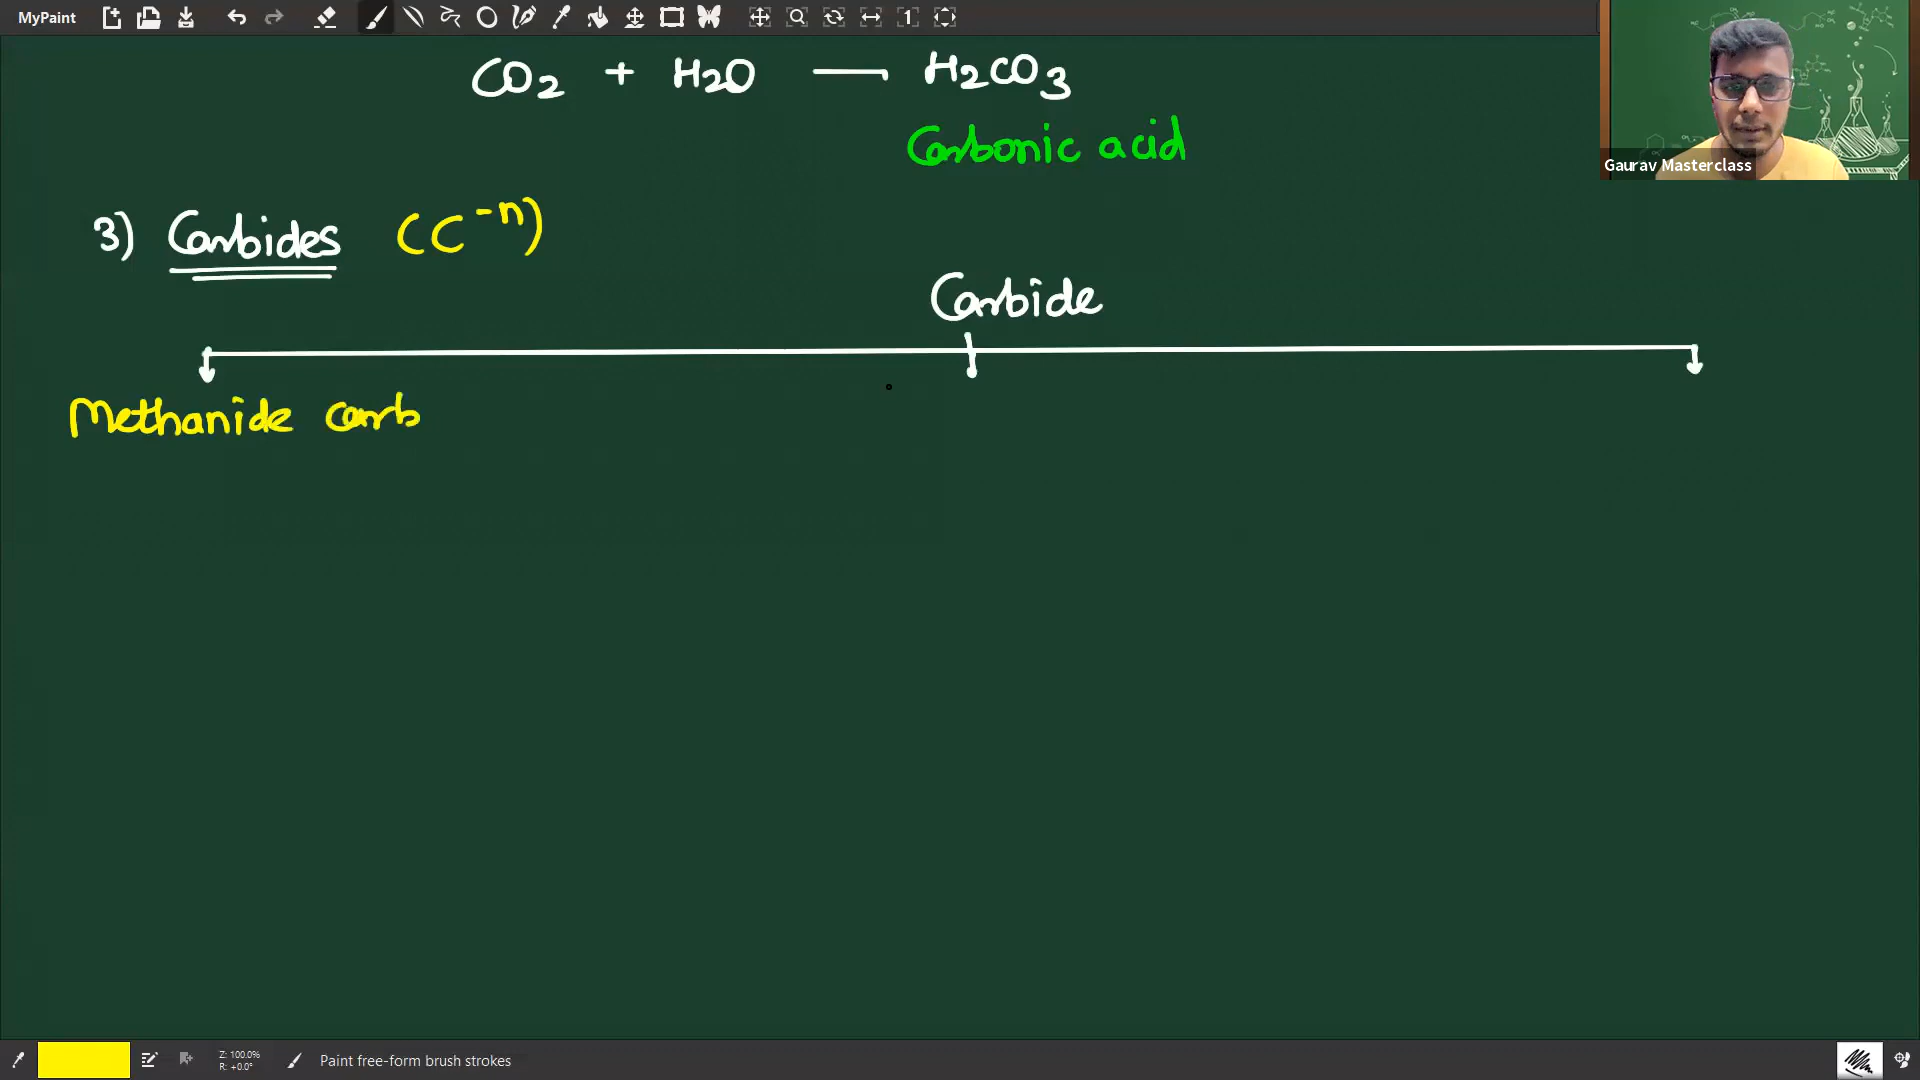 MyPaint
CO2 + H2O — H2CO3
Carbonic acid
Gaurav Masterclass
3) Carbides (C⁻ⁿ)
Carbide
Methanide carb
Z: 100.0%
R: +0.0°
Paint free-form brush strokes